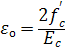 ε₀ = 2f′c / Ec